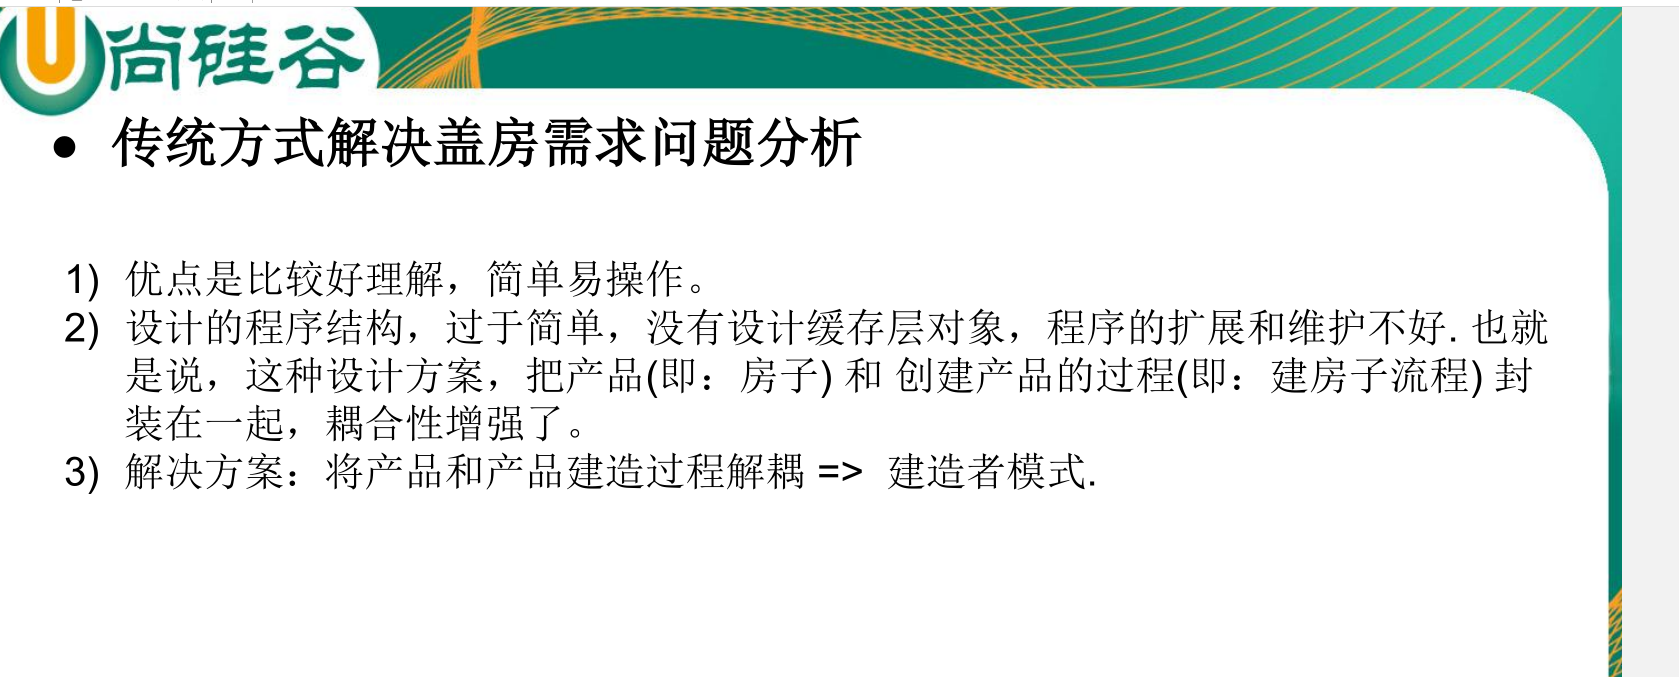 尚硅谷
● 传统方式解决盖房需求问题分析
1) 优点是比较好理解，简单易操作。
2) 设计的程序结构，过于简单，没有设计缓存层对象，程序的扩展和维护不好. 也就
是说，这种设计方案，把产品(即：房子) 和 创建产品的过程(即：建房子流程) 封
装在一起，耦合性增强了。
3) 解决方案：将产品和产品建造过程解耦 => 建造者模式.